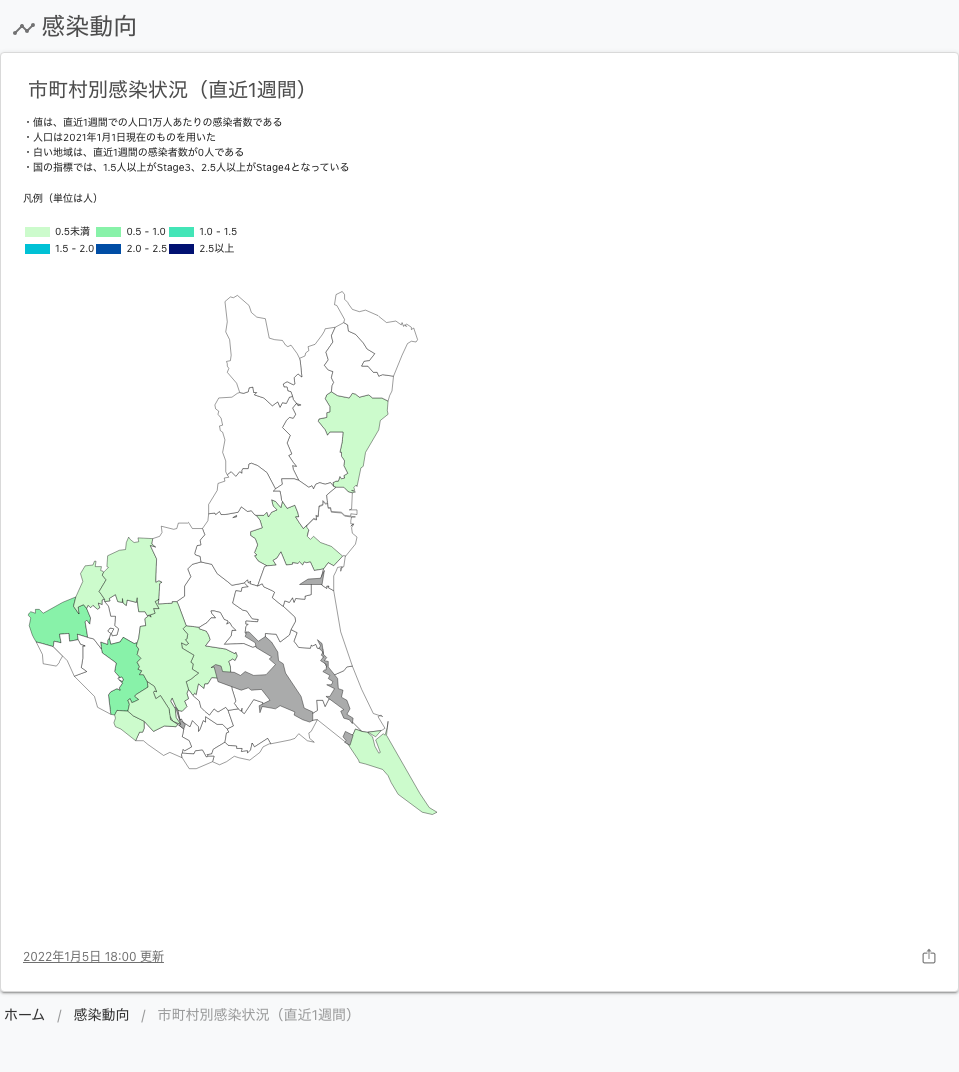 感染動向
市町村別感染状況（直近1週間）
・値は、直近1週間での人口1万人あたりの感染者数である
・人口は2021年1月1日現在のものを用いた
・白い地域は、直近1週間の感染者数が0人である
・国の指標では、1.5人以上がStage3、2.5人以上がStage4となっている
凡例（単位は人）
0.5未満 0.5 - 1.0 1.0 - 1.5
1.5 - 2.0 2.0 - 2.5 2.5以上
2022年1月5日 18:00 更新
ホーム / 感染動向 / 市町村別感染状況（直近1週間）